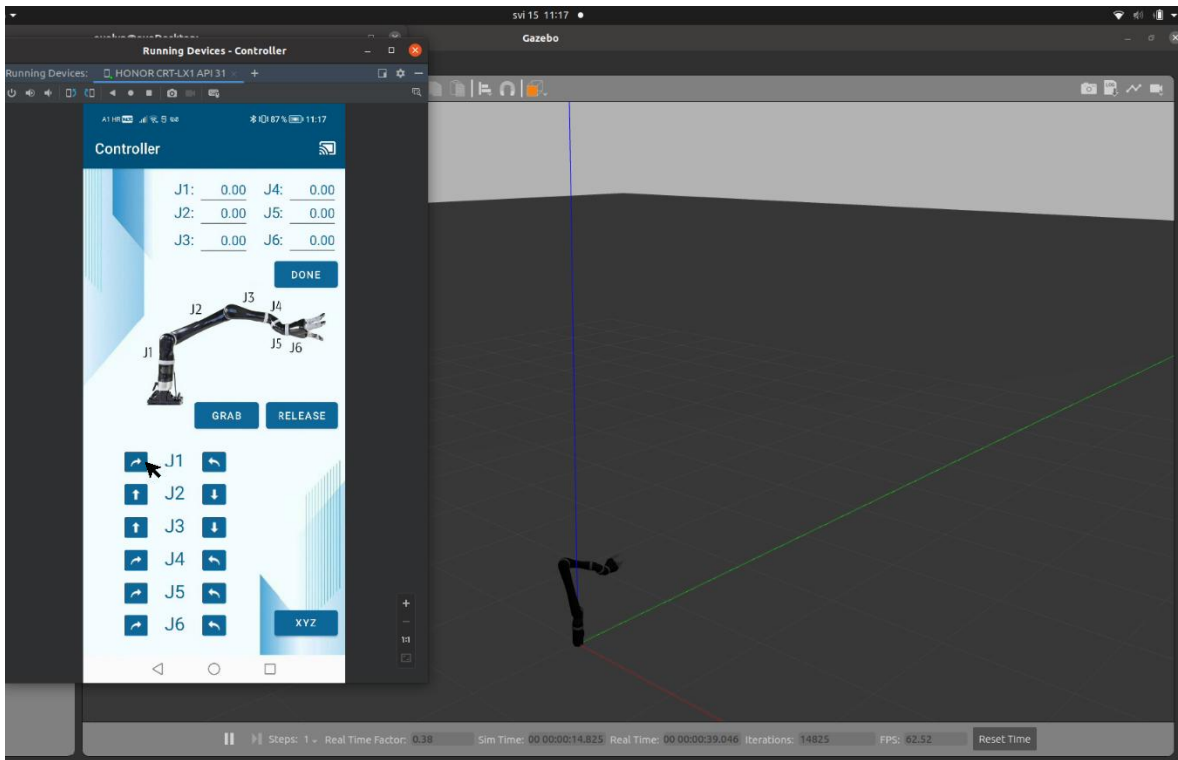 svi 15 11:17
Gazebo
Running Devices - Controller
Running Devices: HONOR CRT-LX1 API 31
A1 HR 87 % 11:17
Controller
J1: 0.00 J4: 0.00
J2: 0.00 J5: 0.00
J3: 0.00 J6: 0.00
DONE
J1 J2 J3 J4
J5 J6
GRAB RELEASE
J1
J2
J3
J4
J5
J6
XYZ
1:1
Steps: 1 Real Time Factor: 0.38 Sim Time: 00 00:00:14.825 Real Time: 00 00:00:39.046 Iterations: 14825 FPS: 62.52 Reset Time